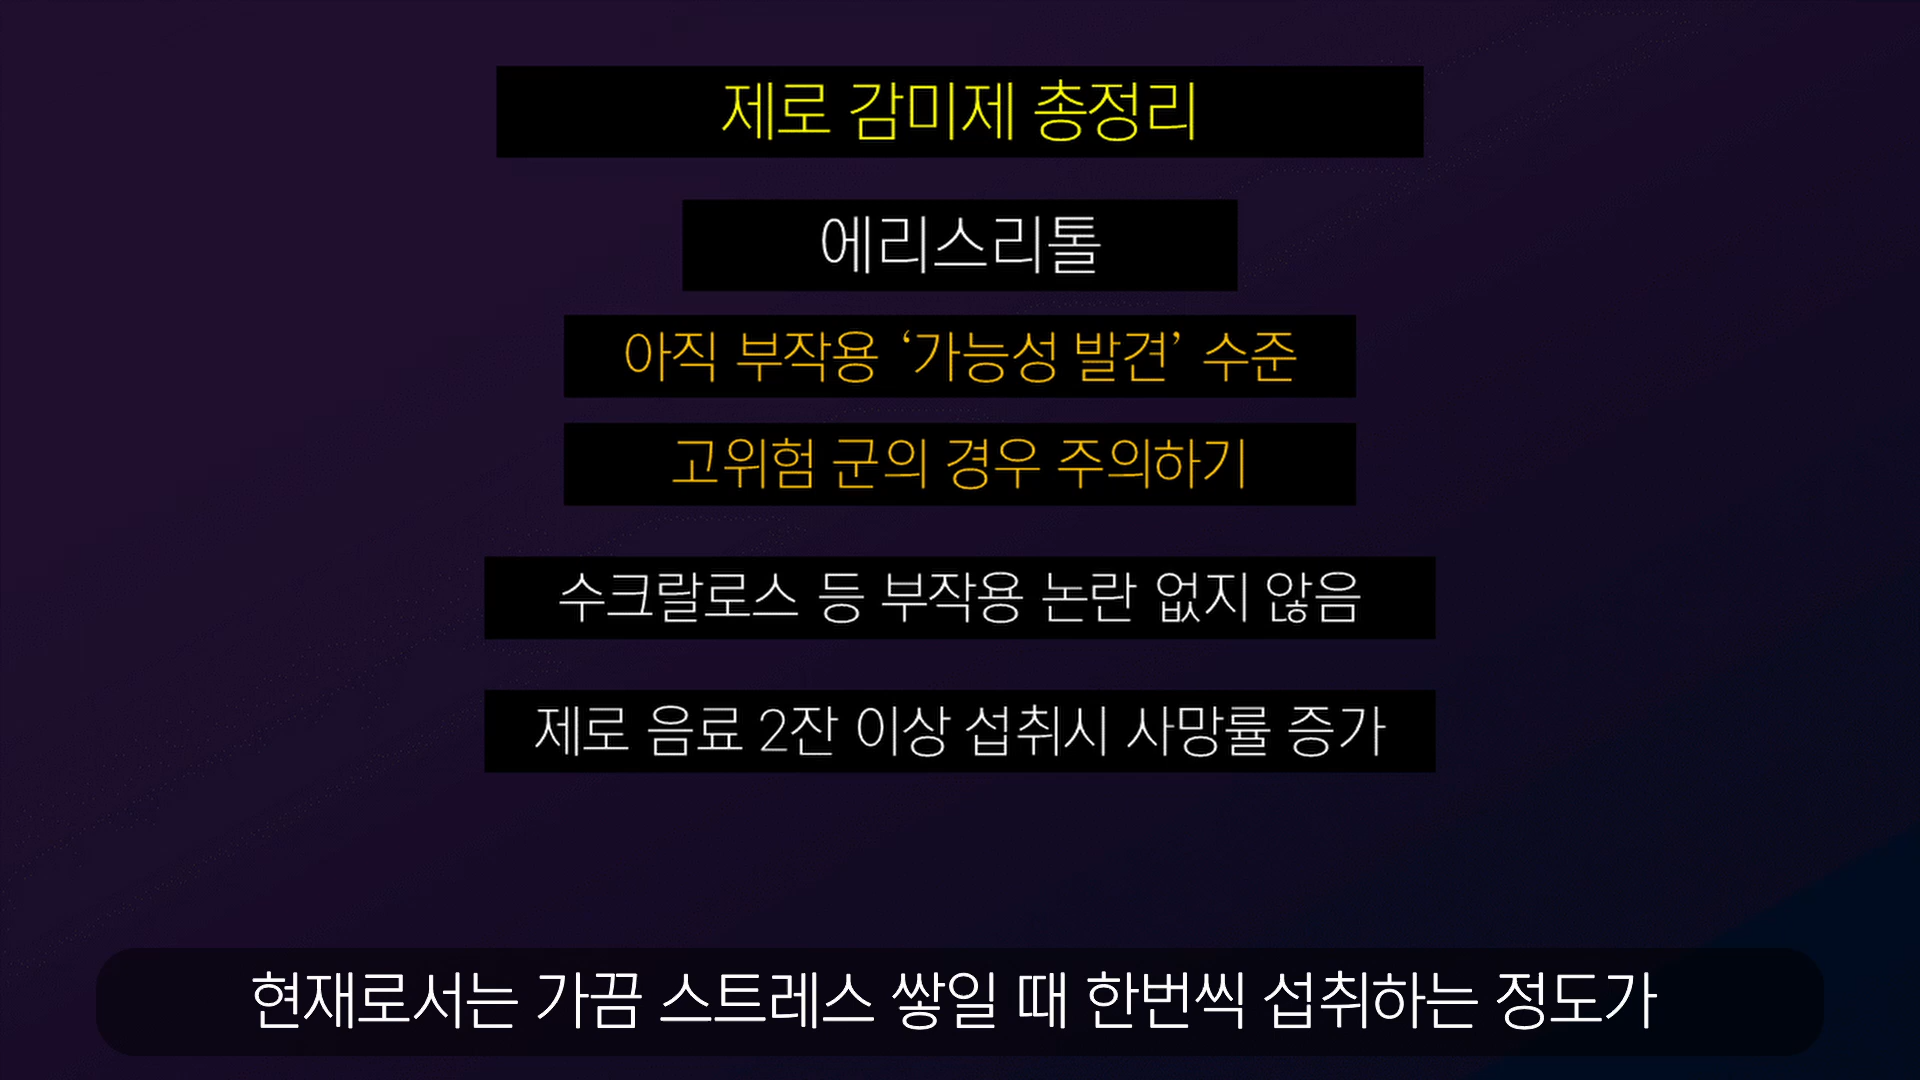 제로 감미제 총정리
에리스리톨
아직 부작용 ‘가능성 발견’ 수준
고위험 군의 경우 주의하기
수크랄로스 등 부작용 논란 없지 않음
제로 음료 2잔 이상 섭취시 사망률 증가
현재로서는 가끔 스트레스 쌓일 때 한번씩 섭취하는 정도가